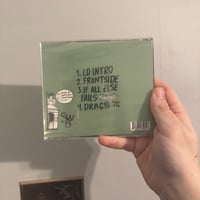 1. LD INTRO
2. FRONTSIDE
3. IF ALL ELSE
FAILS
4. DRAG